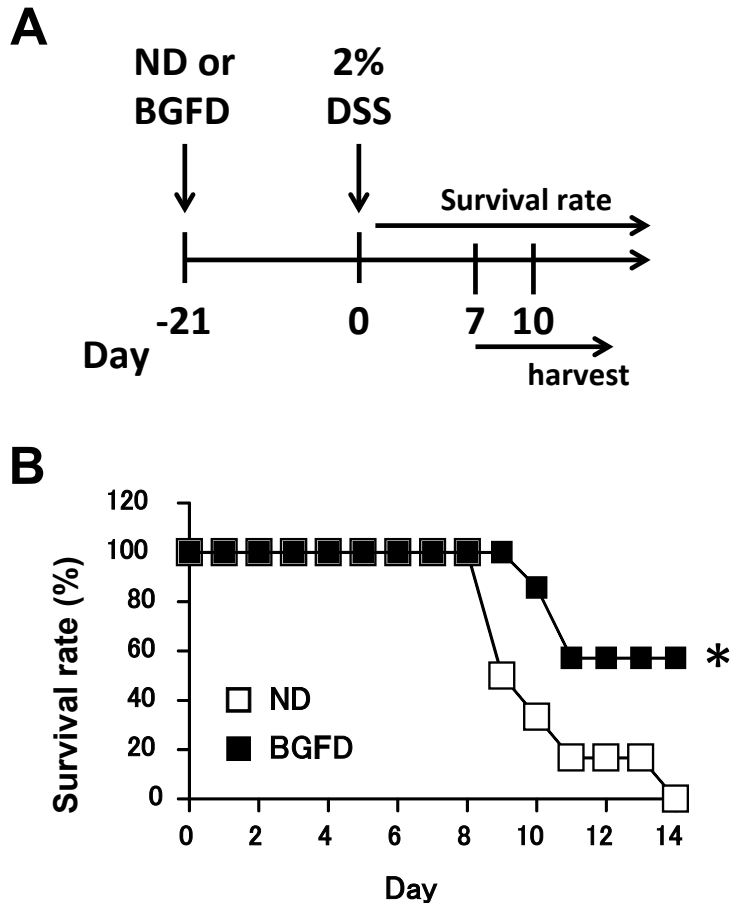 A
ND or 2%
BGFD DSS
Survival rate
-21 0 7 10
Day
harvest
B
120
100
80
60
40
20
0
Survival rate (%)
ND
BGFD
*
0 2 4 6 8 10 12 14
Day